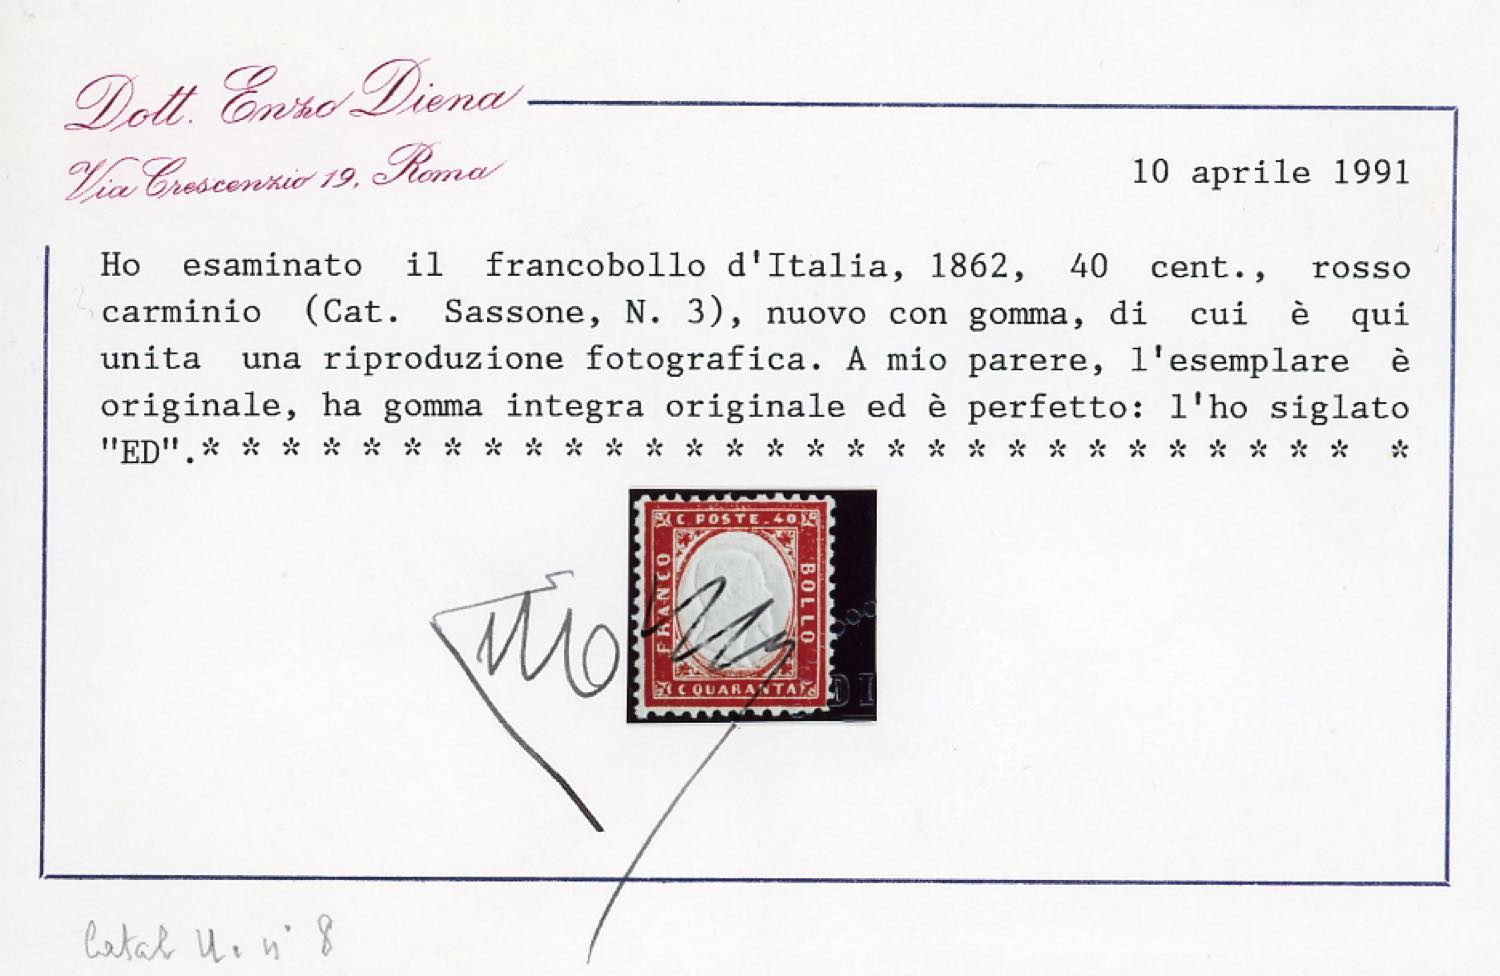 Dott. Enzo Diena
Via Crescenzio 19, Roma
10 aprile 1991
Ho esaminato il francobollo d'Italia, 1862, 40 cent., rosso
carminio (Cat. Sassone, N. 3), nuovo con gomma, di cui è qui
unita una riproduzione fotografica. A mio parere, l'esemplare è
originale, ha gomma integra originale ed è perfetto: l'ho siglato
"ED".* * * * * * * * * * * * * * * * * * * * * * * * * * * * * *
C POSTE 40
FRANCO
BOLLO
C QUARANTA
DI
n° 8